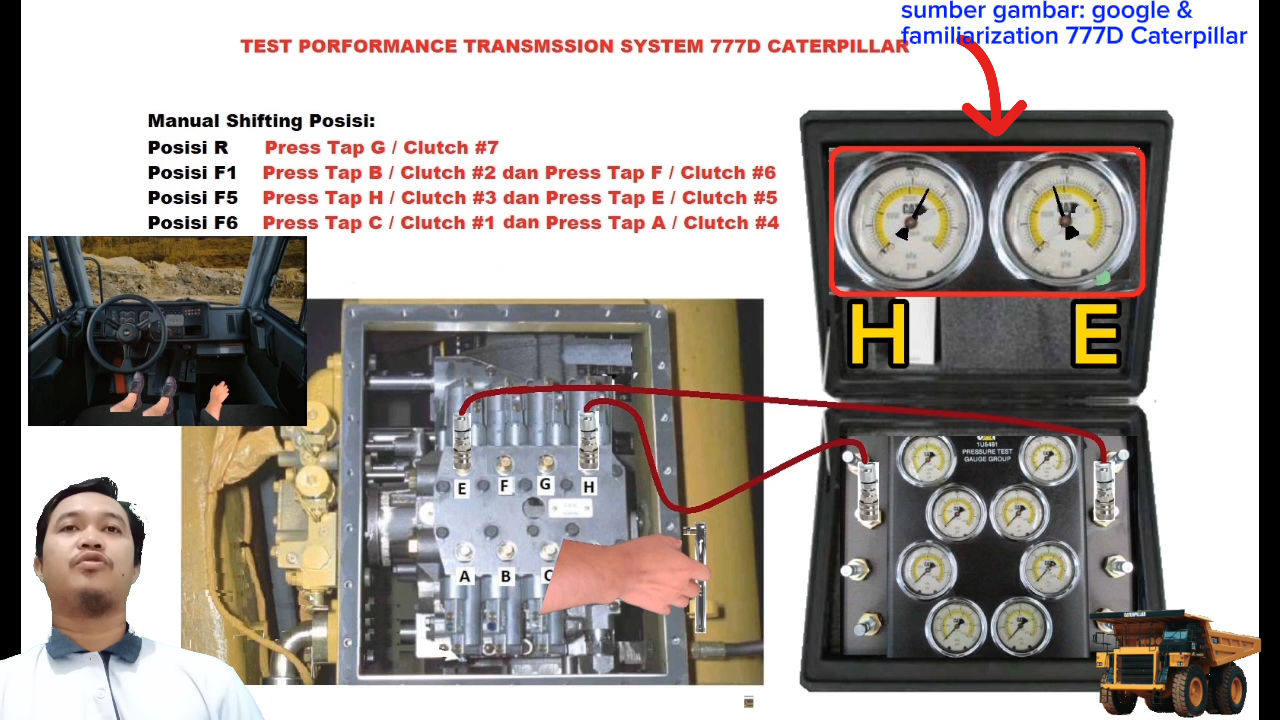 sumber gambar: google &
familiarization 777D Caterpillar
TEST PORFORMANCE TRANSMSSION SYSTEM 777D CATERPILLAR
Manual Shifting Posisi:
Posisi R Press Tap G / Clutch #7
Posisi F1 Press Tap B / Clutch #2 dan Press Tap F / Clutch #6
Posisi F5 Press Tap H / Clutch #3 dan Press Tap E / Clutch #5
Posisi F6 Press Tap C / Clutch #1 dan Press Tap A / Clutch #4
H E
1U5481
PRESSURE TEST
GAUGE GROUP
E F G H
A B C
CATERPILLAR